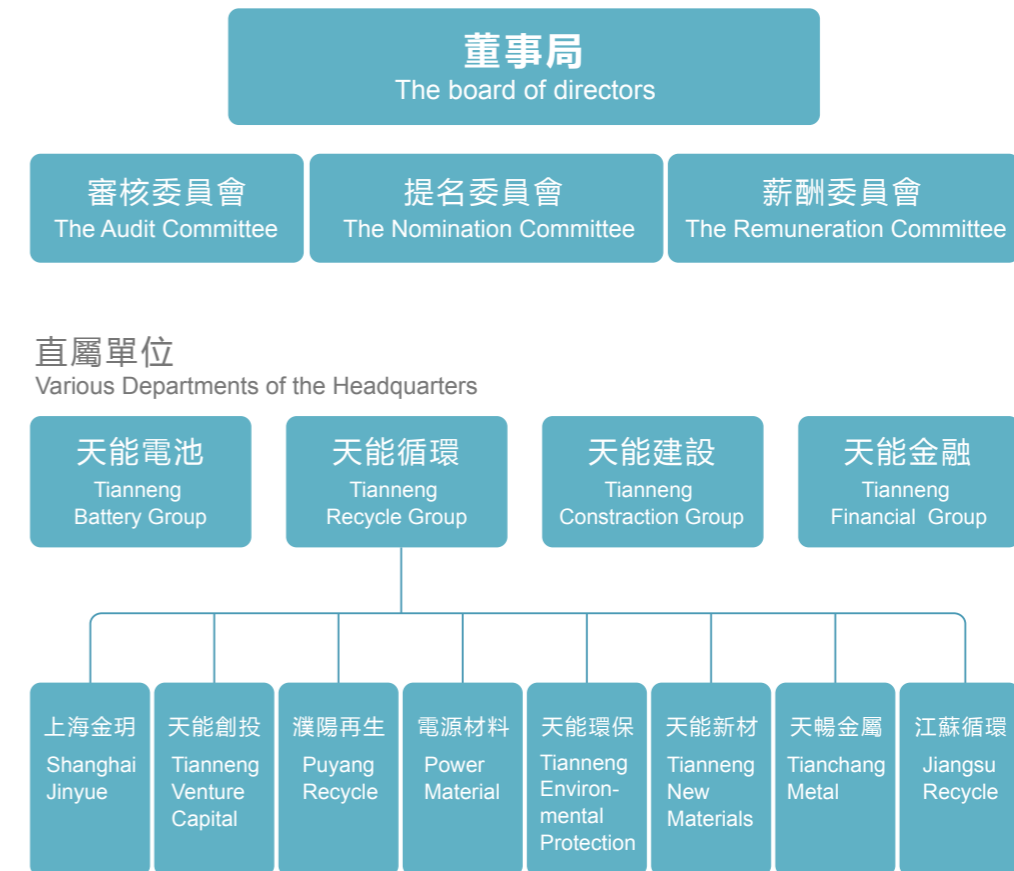 董事局
The board of directors
審核委員會
The Audit Committee
提名委員會
The Nomination Committee
薪酬委員會
The Remuneration Committee
直屬單位
Various Departments of the Headquarters
天能電池
Tianneng
Battery Group
天能循環
Tianneng
Recycle Group
天能建設
Tianneng
Constraction Group
天能金融
Tianneng
Financial Group
上海金玥
Shanghai
Jinyue
天能創投
Tianneng
Venture
Capital
濮陽再生
Puyang
Recycle
電源材料
Power
Material
天能環保
Tianneng
Environ-
mental
Protection
天能新材
Tianneng
New
Materials
天暢金屬
Tianchang
Metal
江蘇循環
Jiangsu
Recycle